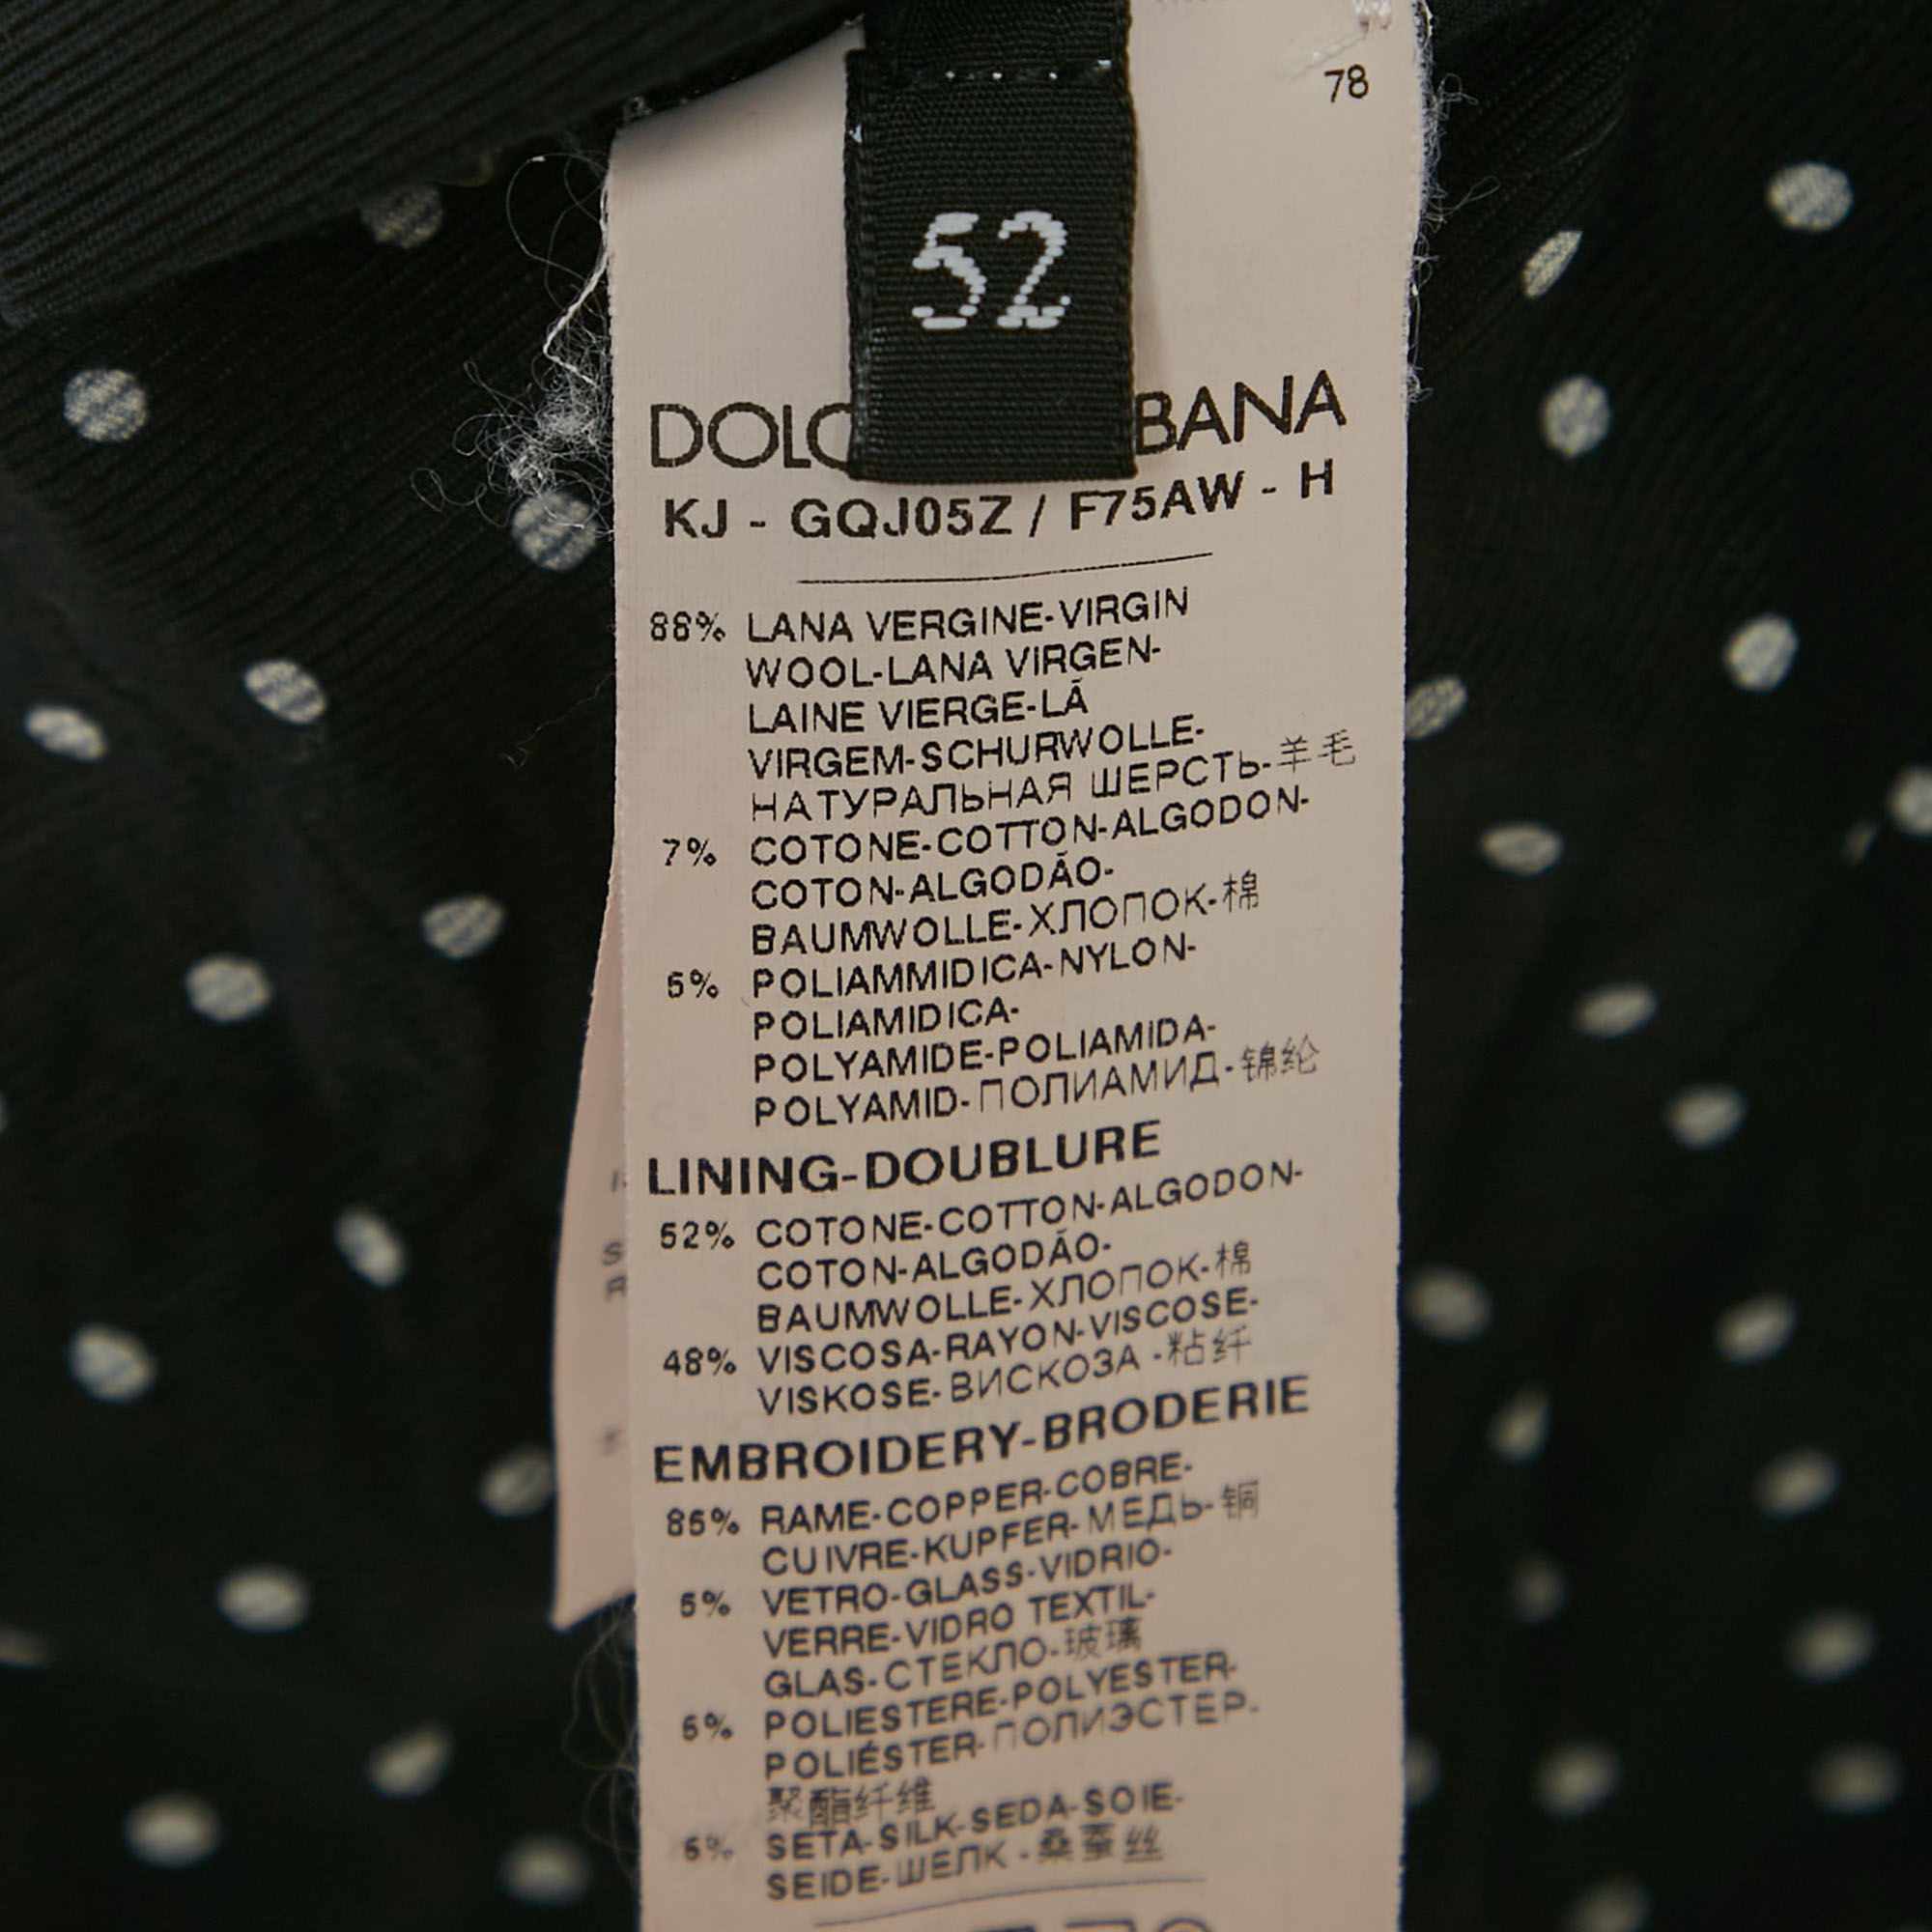 78
52
DOLC BANA
KJ - GQJ05Z / F75AW - H
88% LANA VERGINE-VIRGIN
WOOL-LANA VIRGEN-
LAINE VIERGE-LÃ
VIRGEM-SCHURWOLLE-
НАТУРАЛЬНАЯ ШЕРСТЬ-羊毛
7% COTONE-COTTON-ALGODON-
COTON-ALGODÃO-
BAUMWOLLE-ХЛОПОК-棉
5% POLIAMMIDICA-NYLON-
POLIAMIDICA-
POLYAMIDE-POLIAMIDA-
POLYAMID-ПОЛИАМИД-锦纶
LINING-DOUBLURE
52% COTONE-COTTON-ALGODON-
COTON-ALGODÃO-
BAUMWOLLE-ХЛОПОК-棉
48% VISCOSA-RAYON-VISCOSE-
VISKOSE-ВИСКОЗА -粘纤
EMBROIDERY-BRODERIE
85% RAME-COPPER-COBRE-
CUIVRE-KUPFER-МЕДЬ-铜
5% VETRO-GLASS-VIDRIO-
VERRE-VIDRO TEXTIL-
GLAS-СТЕКЛО-玻璃
5% POLIESTERE-POLYESTER-
POLIÉSTER-ПОЛИЭСТЕР.
聚酯纤维
5% SETA-SILK-SEDA-SOIE-
SEIDE-ШЕЛК -桑蚕丝